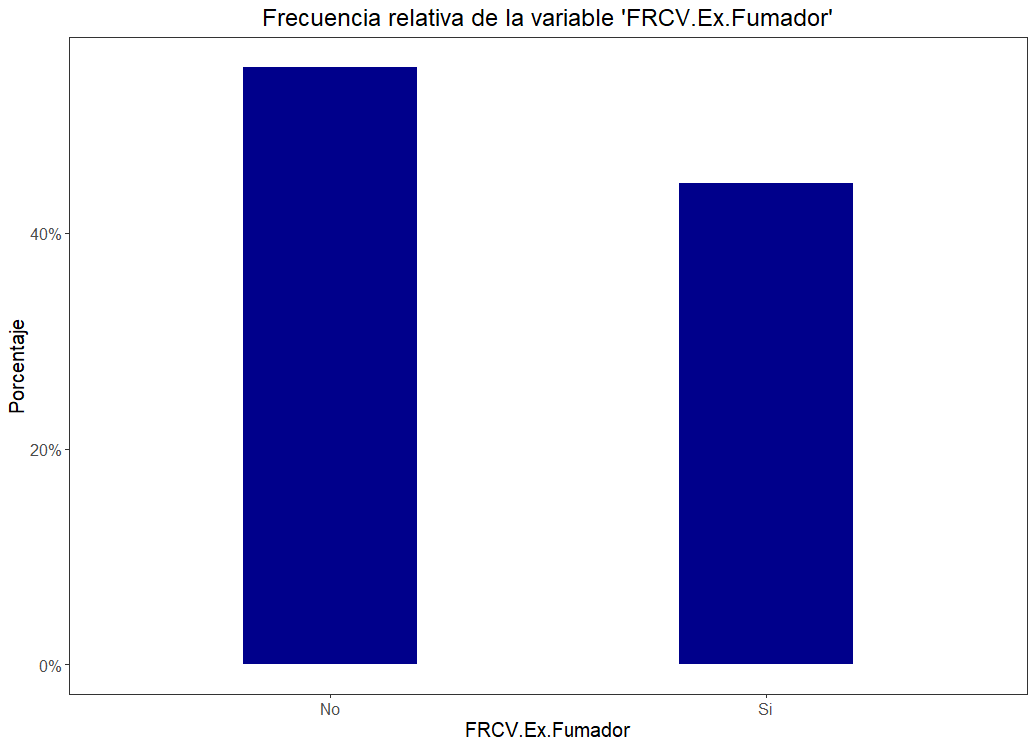 Frecuencia relativa de la variable 'FRCV.Ex.Fumador'
Porcentaje
40%
20%
0%
No
Si
FRCV.Ex.Fumador